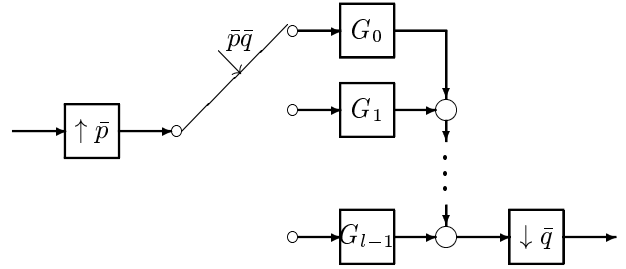 p̄q̄
G₀
↑ p̄
G₁
Gₗ₋₁
↓ q̄